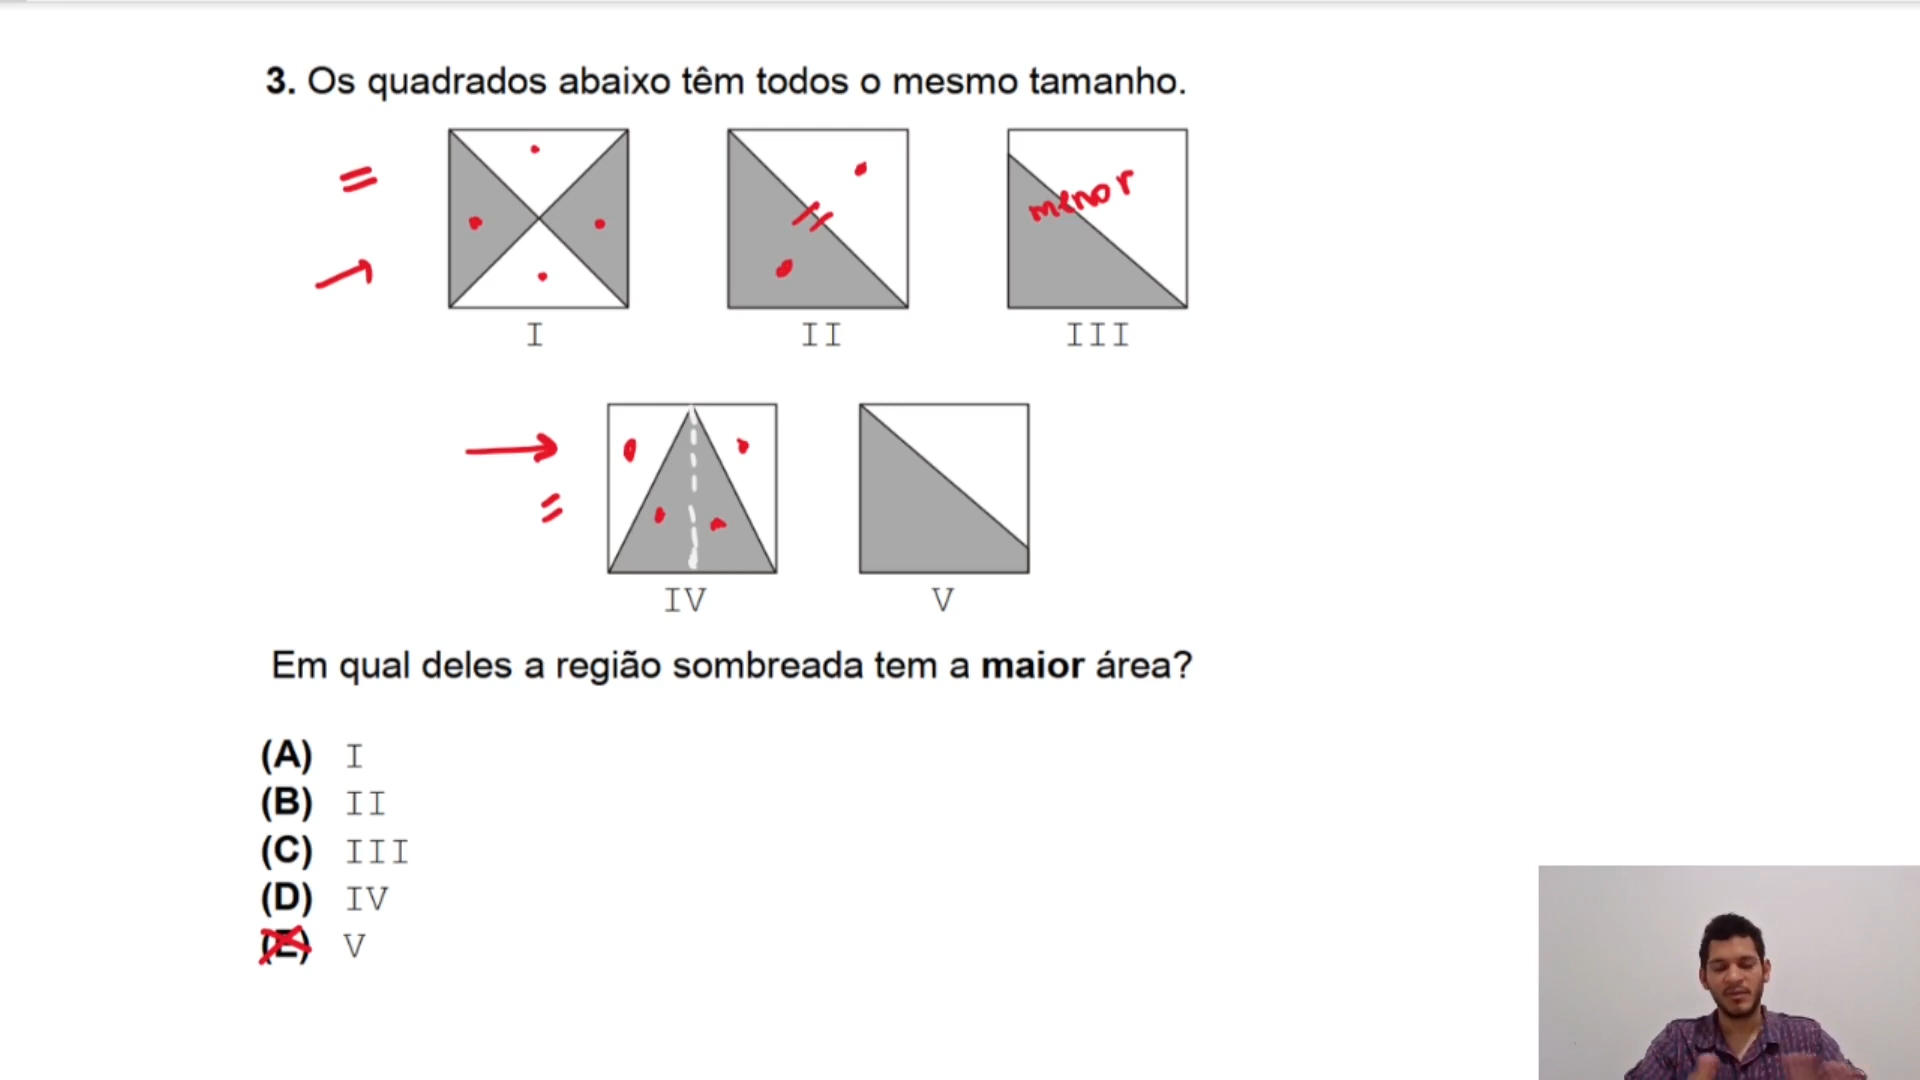 3. Os quadrados abaixo têm todos o mesmo tamanho.
menor
I II III
IV V
Em qual deles a região sombreada tem a maior área?
(A) I
(B) II
(C) III
(D) IV
(E) V